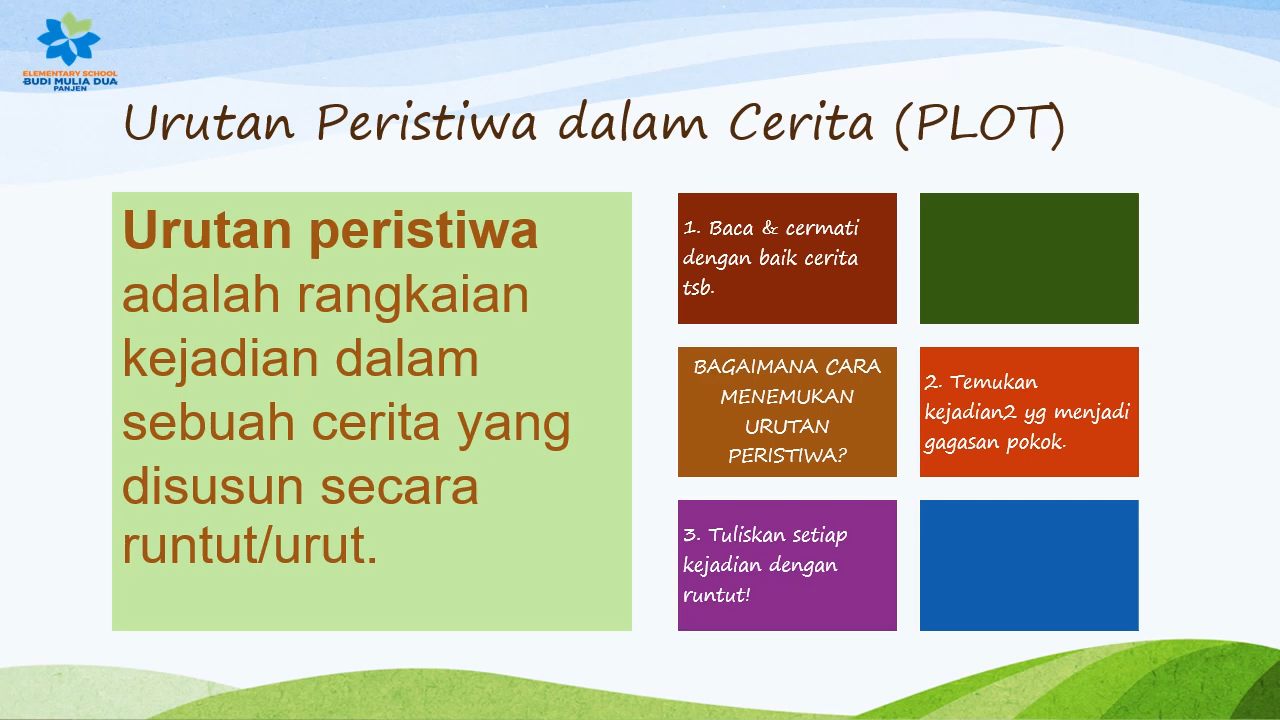 ELEMENTARY SCHOOL
BUDI MULIA DUA
PANJEN
Urutan Peristiwa dalam Cerita (PLOT)
Urutan peristiwa
adalah rangkaian
kejadian dalam
sebuah cerita yang
disusun secara
runtut/urut.
1. Baca & cermati
dengan baik cerita
tsb.
BAGAIMANA CARA
MENEMUKAN
URUTAN
PERISTIWA?
2. Temukan
kejadian2 yg menjadi
gagasan pokok.
3. Tuliskan setiap
kejadian dengan
runtut!